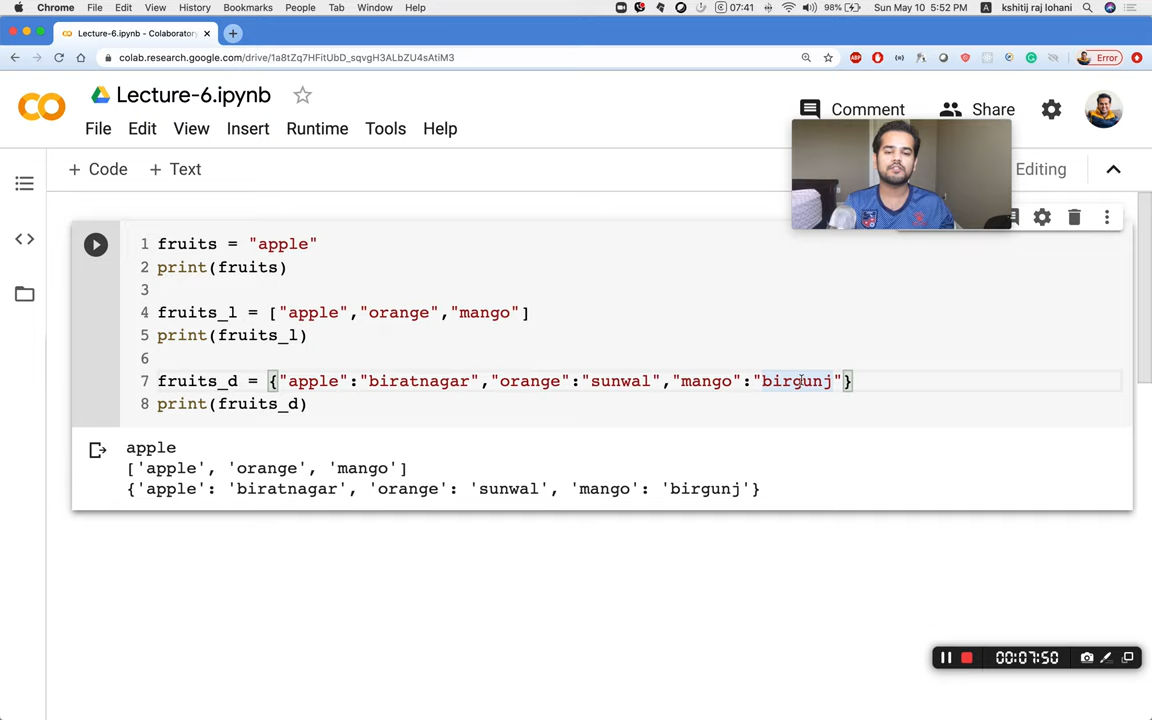 Chrome File Edit View History Bookmarks People Tab Window Help 07:41 98% Sun May 10 5:52 PM A kshitij raj lohani
Lecture-6.ipynb - Colaboratory
colab.research.google.com/drive/1a8tZq7HFitUbD_sqvgH3ALbZU4sAtiM3 ABP Error
CO Lecture-6.ipynb
Comment Share
File Edit View Insert Runtime Tools Help
+ Code + Text Editing
1 fruits = "apple"
2 print(fruits)
3
4 fruits_l = ["apple","orange","mango"]
5 print(fruits_l)
6
7 fruits_d = {"apple":"biratnagar","orange":"sunwal","mango":"birgunj"}
8 print(fruits_d)
apple
['apple', 'orange', 'mango']
{'apple': 'biratnagar', 'orange': 'sunwal', 'mango': 'birgunj'}
00:07:50